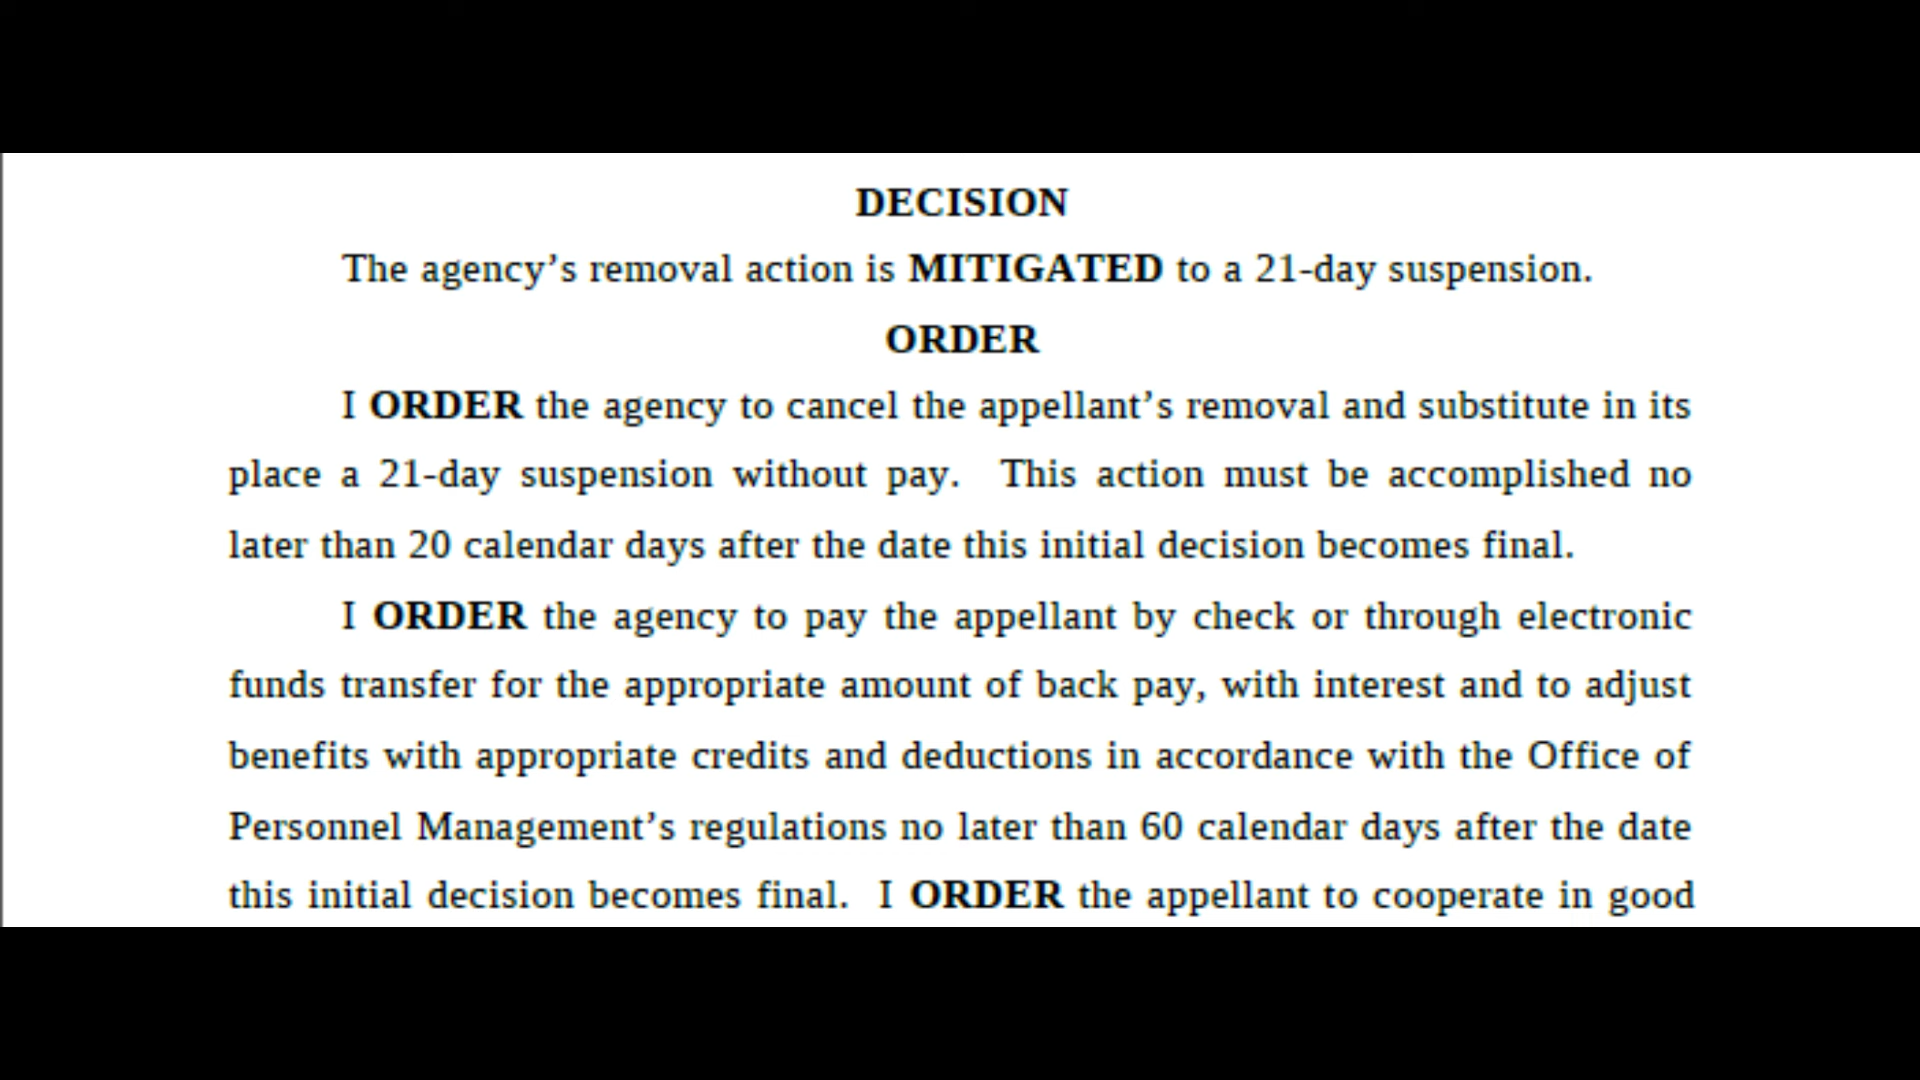 DECISION
The agency’s removal action is MITIGATED to a 21-day suspension.
ORDER
I ORDER the agency to cancel the appellant’s removal and substitute in its
place a 21-day suspension without pay.  This action must be accomplished no
later than 20 calendar days after the date this initial decision becomes final.
I ORDER the agency to pay the appellant by check or through electronic
funds transfer for the appropriate amount of back pay, with interest and to adjust
benefits with appropriate credits and deductions in accordance with the Office of
Personnel Management’s regulations no later than 60 calendar days after the date
this initial decision becomes final.  I ORDER the appellant to cooperate in good